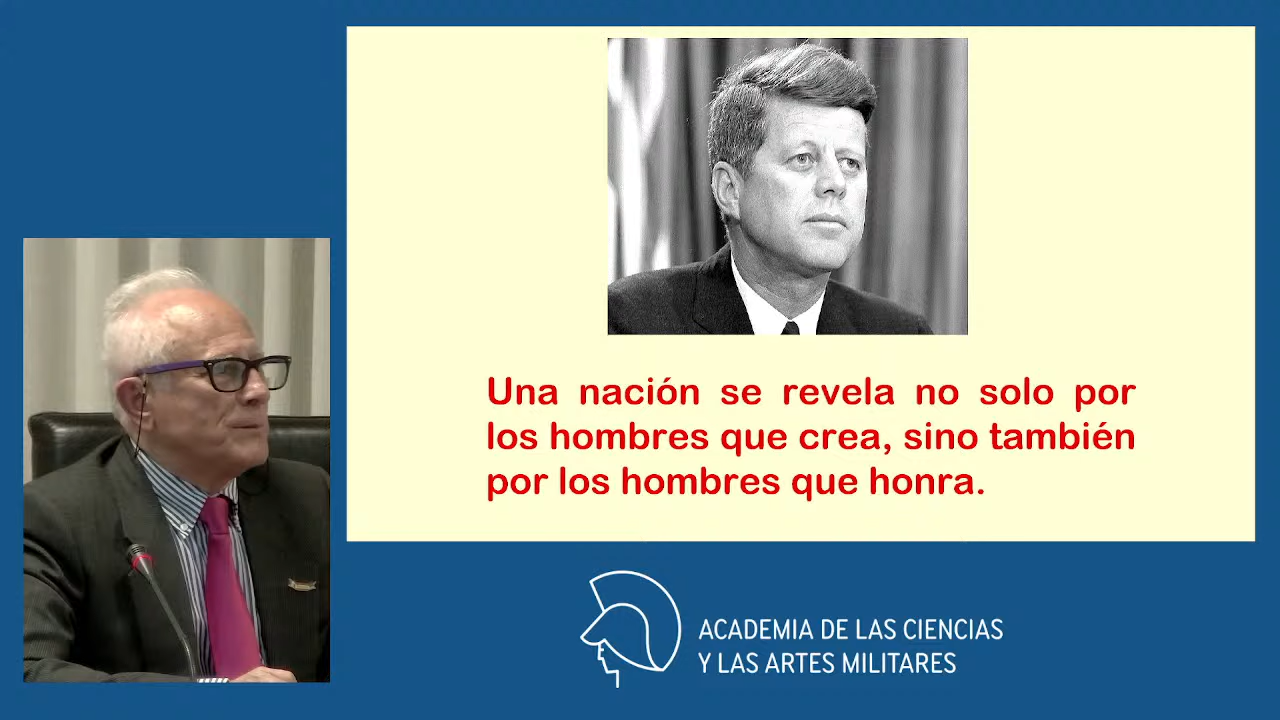 Una nación se revela no solo por
los hombres que crea, sino también
por los hombres que honra.
ACADEMIA DE LAS CIENCIAS
Y LAS ARTES MILITARES